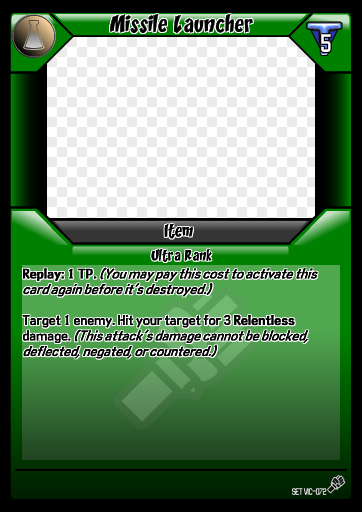 Missile Launcher
5
Item
Ultra Rank
Replay: 1 TP. (You may pay this cost to activate this
card again before it's destroyed.)
Target 1 enemy. Hit your target for 3 Relentless
damage. (This attack's damage cannot be blocked,
deflected, negated, or countered.)
SET VIC-072